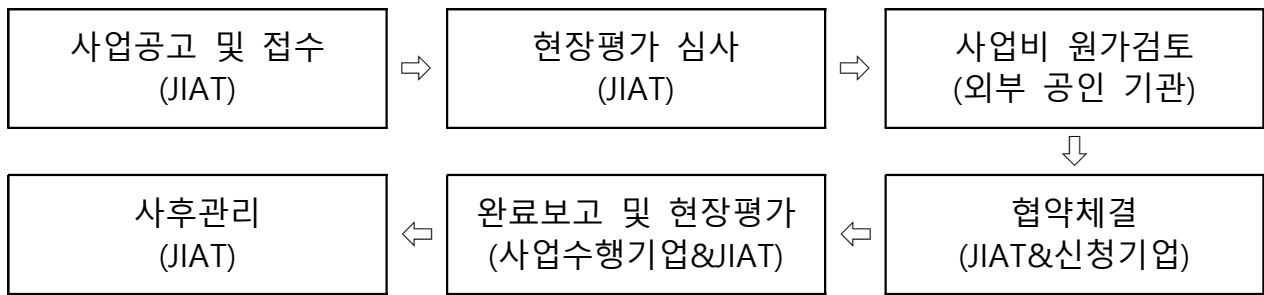 사업공고 및 접수
(JIAT)
현장평가 심사
(JIAT)
사업비 원가검토
(외부 공인 기관)
협약체결
(JIAT&신청기업)
완료보고 및 현장평가
(사업수행기업&JIAT)
사후관리
(JIAT)